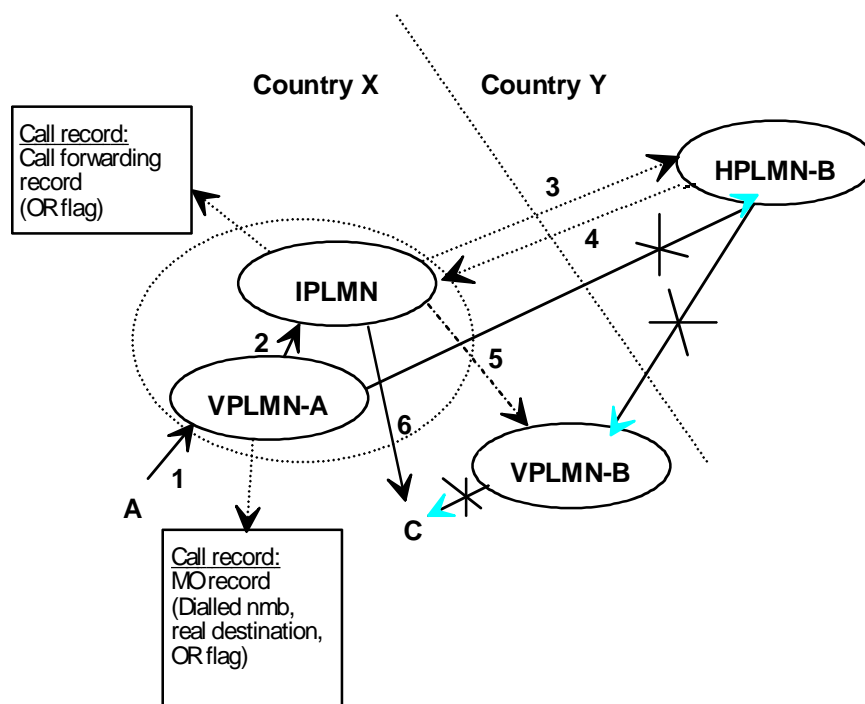 Country X
Country Y
Call record:
Call forwarding
record
(OR flag)
HPLMN-B
3
4
IPLMN
2
5
VPLMN-A
6
VPLMN-B
1
A
C
Call record:
MO record
(Dialled nmb,
real destination,
OR flag)